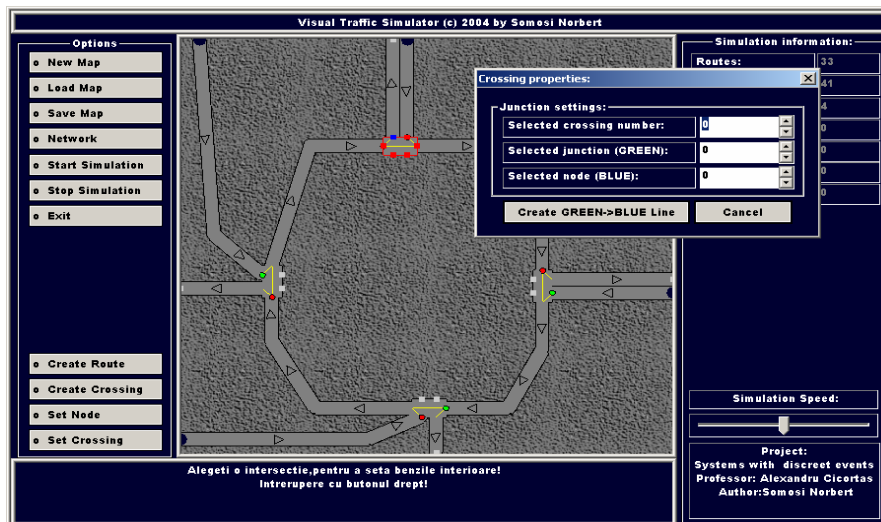 Visual Traffic Simulator (c) 2004 by Somosi Norbert
Options
New Map
Load Map
Save Map
Network
Start Simulation
Stop Simulation
Exit
Create Route
Create Crossing
Set Node
Set Crossing
Simulation information:
Routes: 33
41
4
0
0
0
0
Crossing properties:
Junction settings:
Selected crossing number: 0
Selected junction (GREEN): 0
Selected node (BLUE): 0
Create GREEN->BLUE Line
Cancel
Simulation Speed:
Project:
Systems with discreet events
Professor: Alexandru Cicortas
Author:Somosi Norbert
Alegeti o intersectie,pentru a seta benzile interioare!
Intrerupere cu butonul drept!